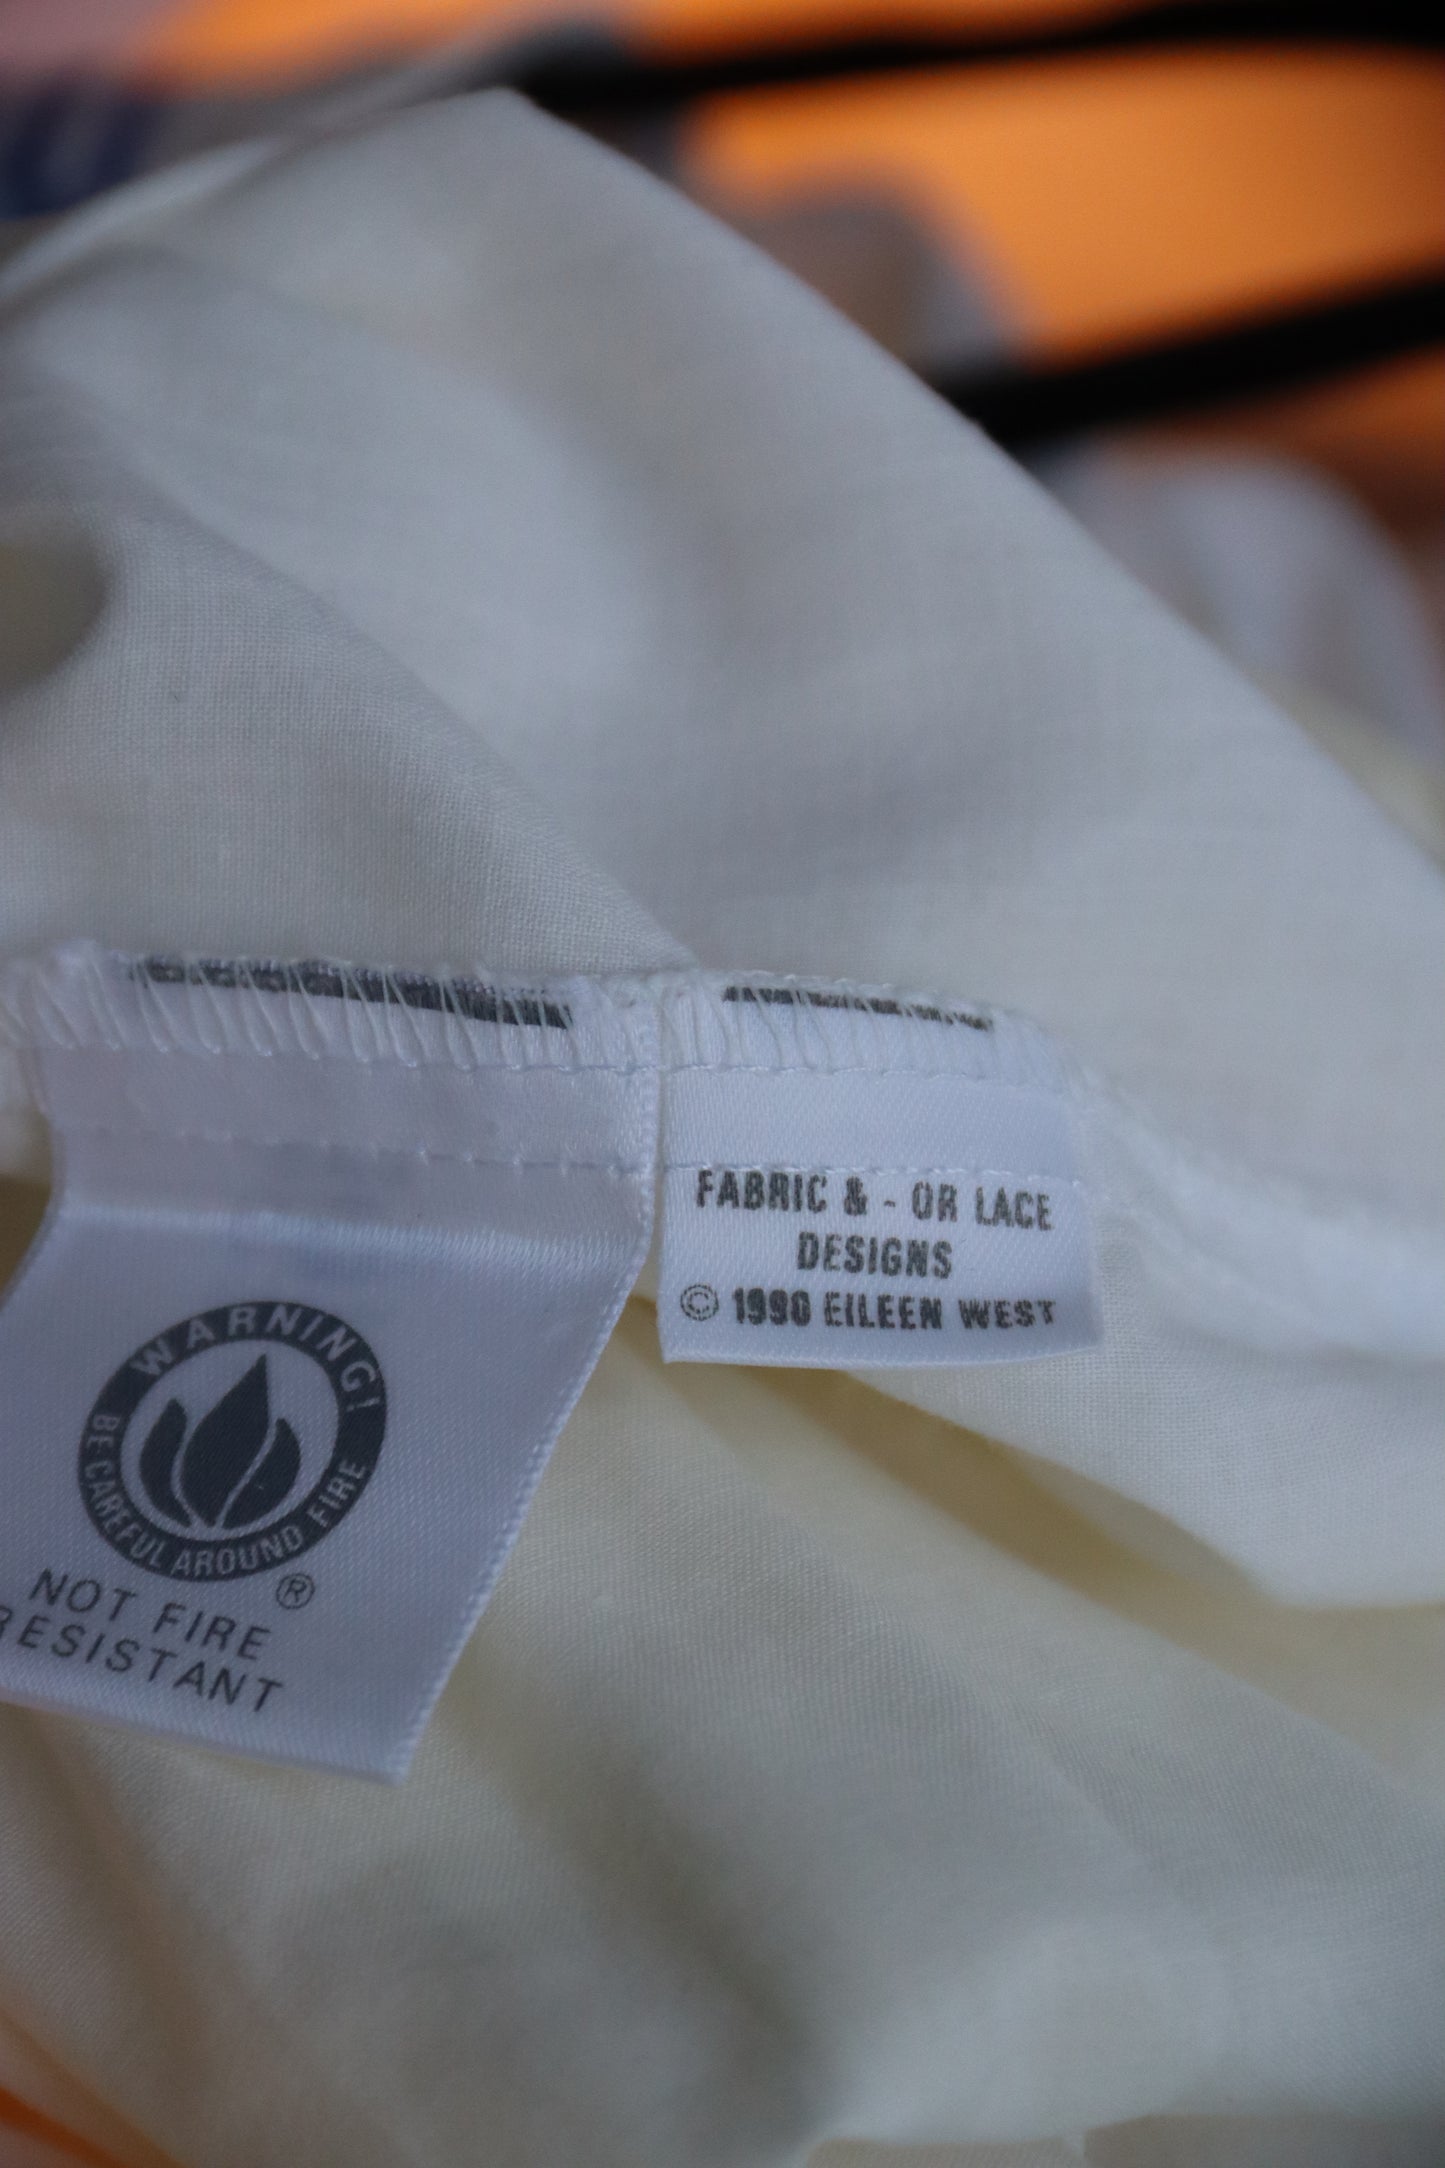 WARNING!
BE CAREFUL AROUND FIRE
®
NOT FIRE
RESISTANT
FABRIC & - OR LACE
DESIGNS
© 1990 EILEEN WEST